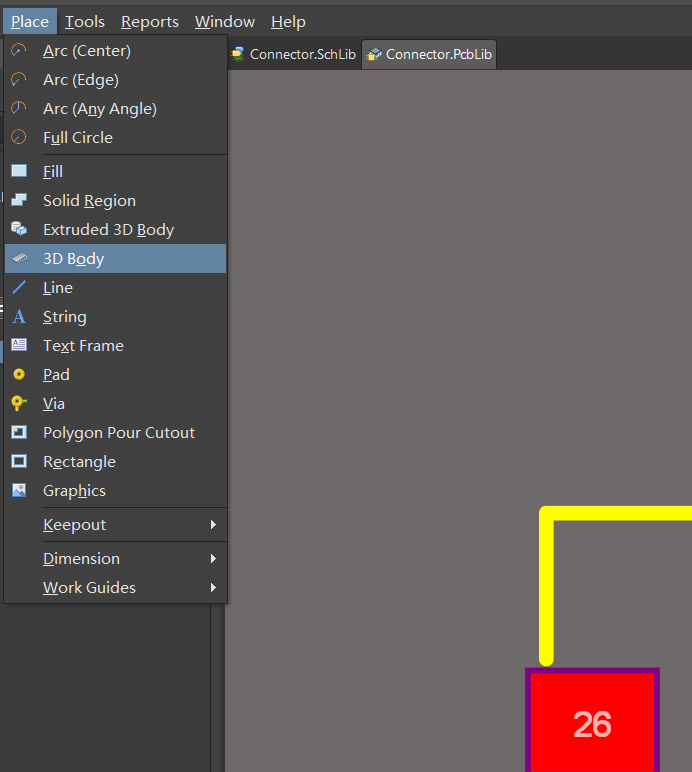 Place Tools Reports Window Help
Connector.SchLib Connector.PcbLib
Arc (Center)
Arc (Edge)
Arc (Any Angle)
Full Circle
Fill
Solid Region
Extruded 3D Body
3D Body
Line
String
Text Frame
Pad
Via
Polygon Pour Cutout
Rectangle
Graphics
Keepout
Dimension
Work Guides
26